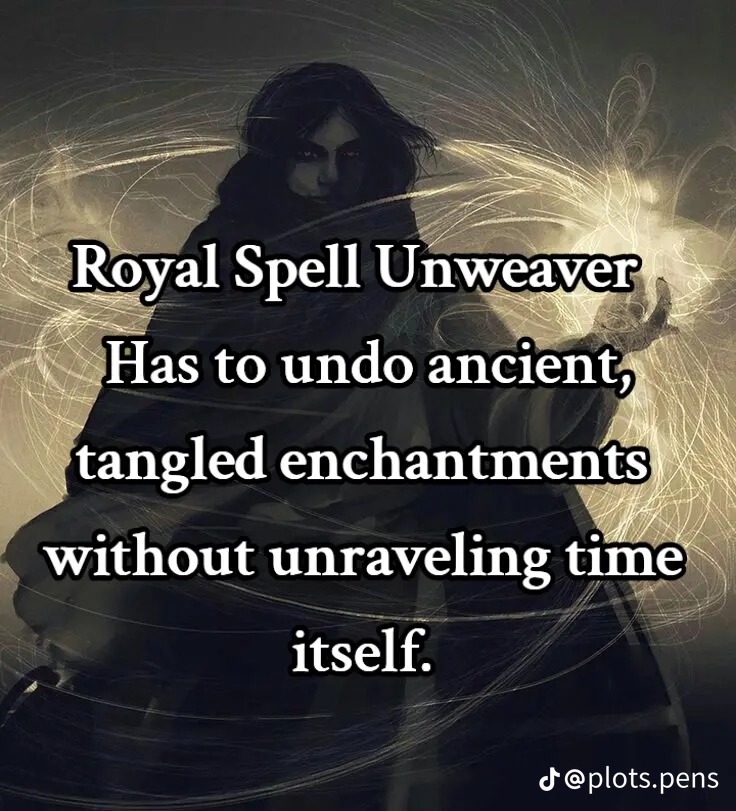 Royal Spell Unweaver
Has to undo ancient,
tangled enchantments
without unraveling time
itself.
@plots.pens